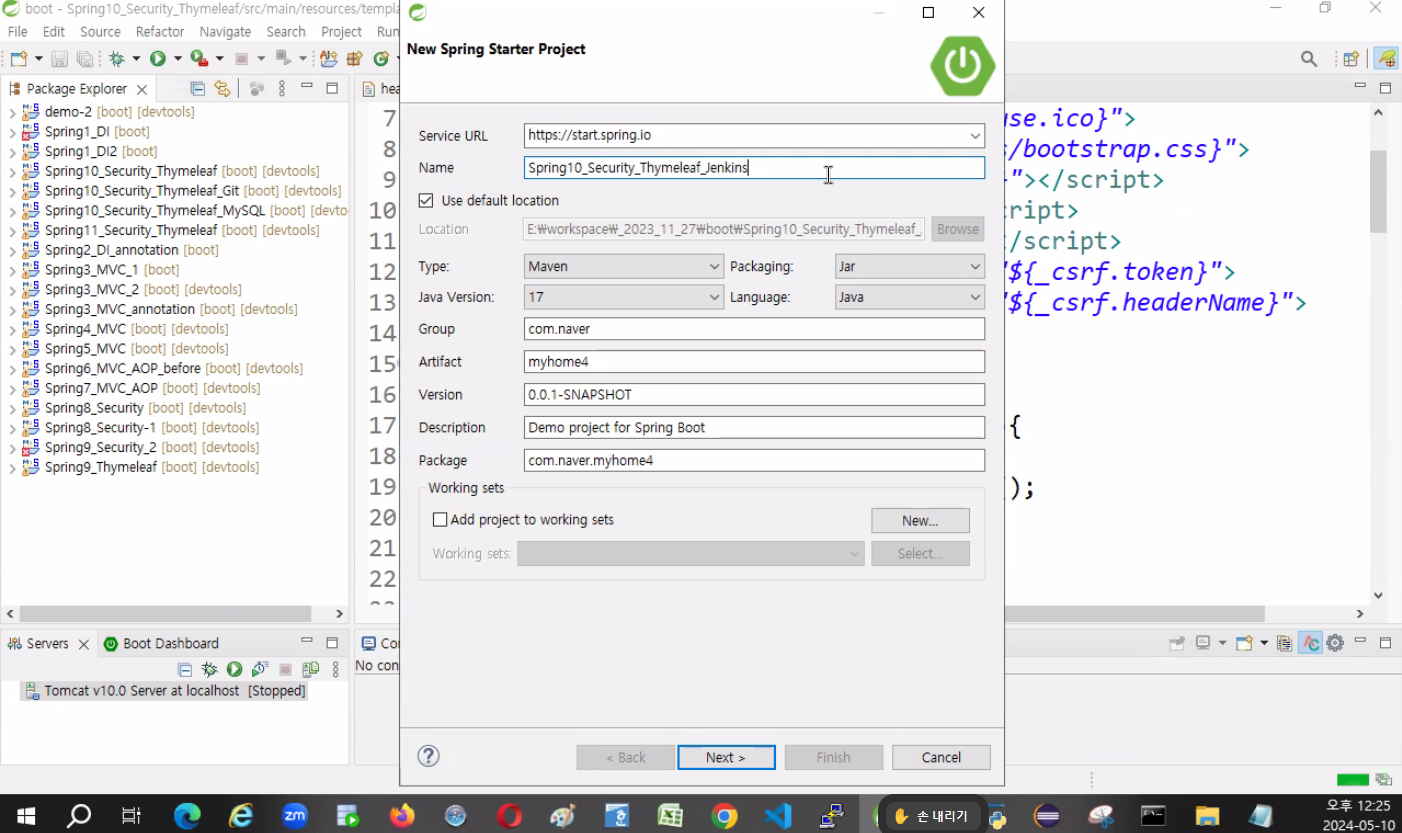 boot - Spring10_Security_Thymeleaf/src/main/resources/templa
File Edit Source Refactor Navigate Search Project Run
Package Explorer
demo-2 [boot] [devtools]
Spring1_DI [boot]
Spring1_DI2 [boot]
Spring10_Security_Thymeleaf [boot] [devtools]
Spring10_Security_Thymeleaf_Git [boot] [devtools]
Spring10_Security_Thymeleaf_MySQL [boot] [devto
Spring11_Security_Thymeleaf [boot] [devtools]
Spring2_DI_annotation [boot]
Spring3_MVC_1 [boot]
Spring3_MVC_2 [boot] [devtools]
Spring3_MVC_annotation [boot] [devtools]
Spring4_MVC [boot] [devtools]
Spring5_MVC [boot] [devtools]
Spring6_MVC_AOP_before [boot] [devtools]
Spring7_MVC_AOP [boot] [devtools]
Spring8_Security [boot] [devtools]
Spring8_Security-1 [boot] [devtools]
Spring9_Security_2 [boot] [devtools]
Spring9_Thymeleaf [boot] [devtools]
Servers
Boot Dashboard
Tomcat v10.0 Server at localhost [Stopped]
hea
7
8
9
10
11
12
13
14
15
16
17
18
19
20
21
22
Co
No con
New Spring Starter Project
Service URL https://start.spring.io
Name Spring10_Security_Thymeleaf_Jenkins
Use default location
Location E:₩workspace₩_2023_11_27₩boot₩Spring10_Security_Thymeleaf_ Browse
Type: Maven Packaging: Jar
Java Version: 17 Language: Java
Group com.naver
Artifact myhome4
Version 0.0.1-SNAPSHOT
Description Demo project for Spring Boot
Package com.naver.myhome4
Working sets
Add project to working sets New...
Working sets: Select...
< Back Next > Finish Cancel
use.ico}">
s/bootstrap.css}">
}"></script>
ript>
</script>
"${_csrf.token}">
"${_csrf.headerName}">
{
);
손 내리기
오후 12:25
2024-05-10